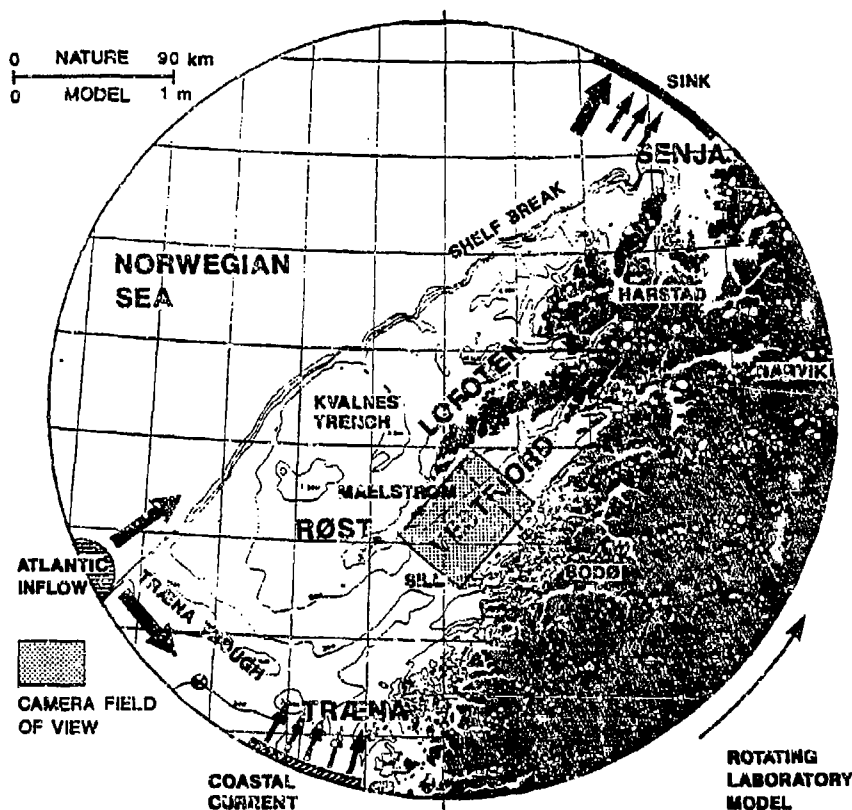 0 NATURE 90 km
0 MODEL 1 m
SINK
SENJA
SHELF BREAK
NORWEGIAN
SEA
HARSTAD
NARVIK
LOFOTEN
KVALNES
TRENCH
VESTFJORD
MAELSTROM
RØST
ATLANTIC
INFLOW
SILL
BODØ
TRÆNA TROUGH
CAMERA FIELD
OF VIEW
TRÆNA
COASTAL
CURRENT
ROTATING
LABORATORY
MODEL